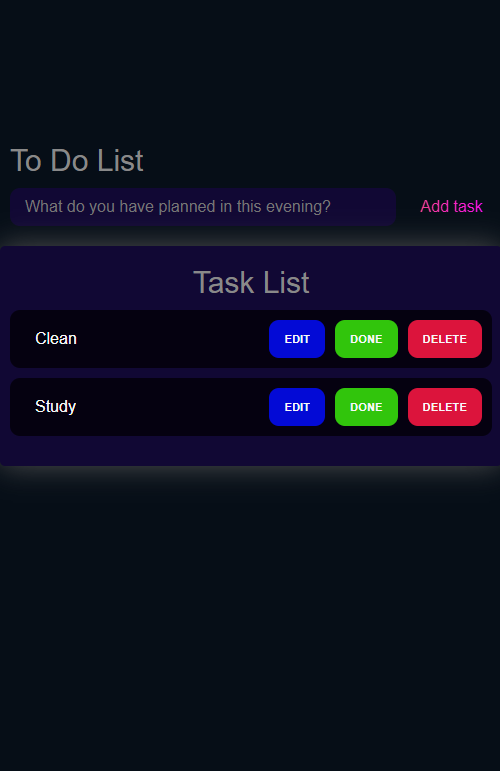 To Do List
What do you have planned in this evening? Add task
Task List
Clean EDIT DONE DELETE
Study EDIT DONE DELETE